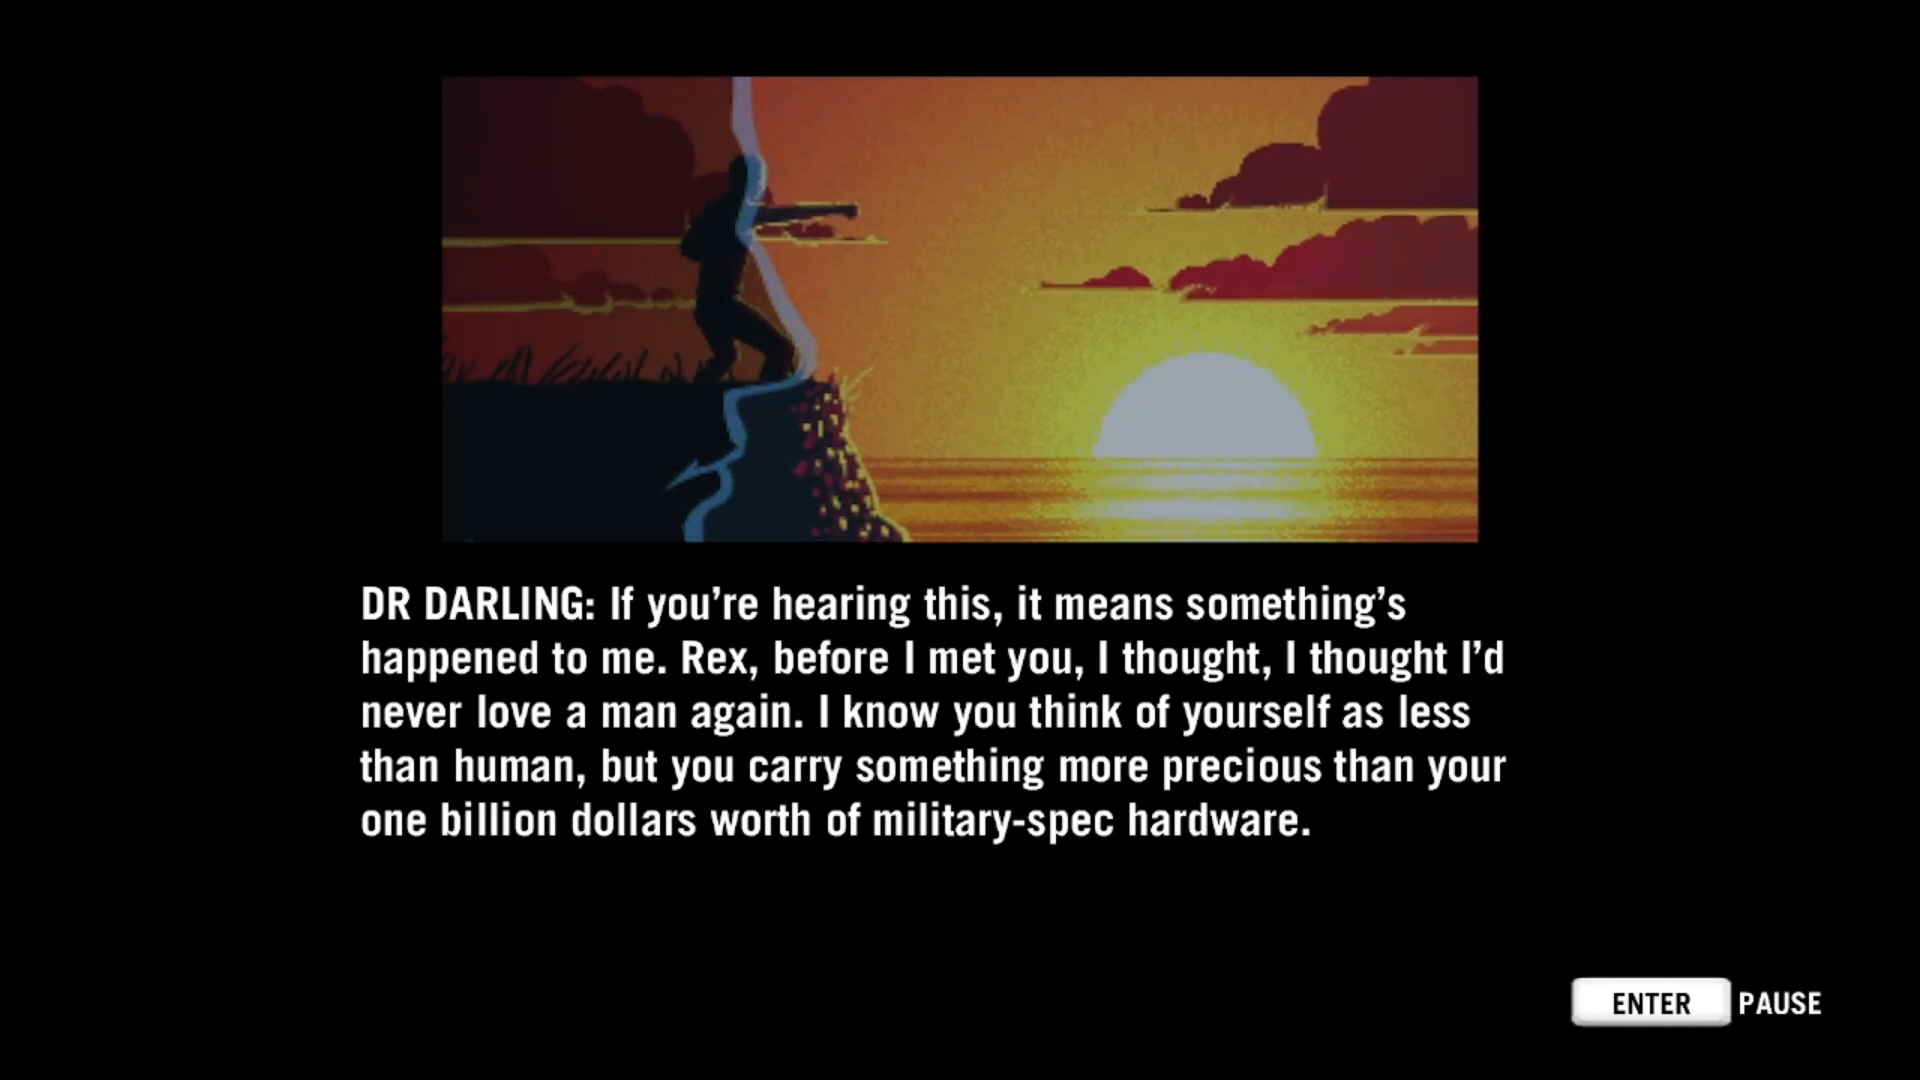 DR DARLING: If you’re hearing this, it means something’s
happened to me. Rex, before I met you, I thought, I thought I’d
never love a man again. I know you think of yourself as less
than human, but you carry something more precious than your
one billion dollars worth of military-spec hardware.
ENTER PAUSE